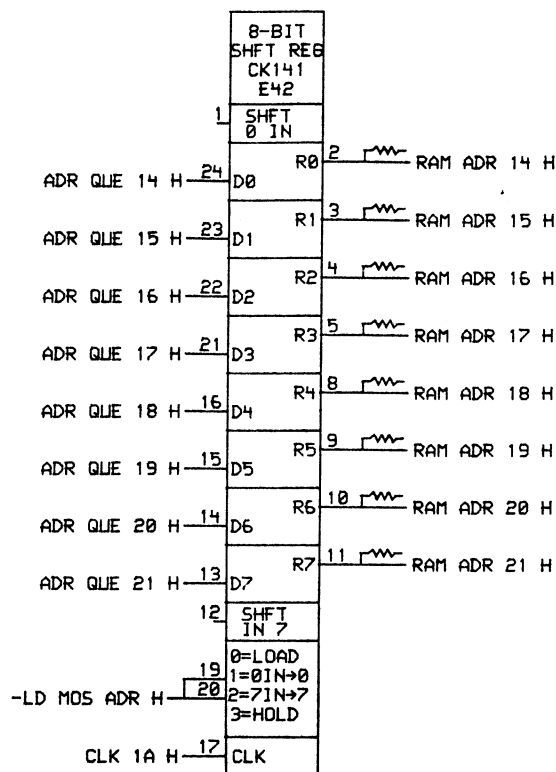 8-BIT
SHFT REG
CK141
E42
1 SHFT
0 IN
R0 2 RAM ADR 14 H
ADR QUE 14 H 24 D0
R1 3 RAM ADR 15 H
ADR QUE 15 H 23 D1
R2 4 RAM ADR 16 H
ADR QUE 16 H 22 D2
R3 5 RAM ADR 17 H
ADR QUE 17 H 21 D3
R4 8 RAM ADR 18 H
ADR QUE 18 H 16 D4
R5 9 RAM ADR 19 H
ADR QUE 19 H 15 D5
R6 10 RAM ADR 20 H
ADR QUE 20 H 14 D6
R7 11 RAM ADR 21 H
ADR QUE 21 H 13 D7
12 SHFT
IN 7
0=LOAD
19 1=0IN→0
-LD MOS ADR H 20 2=7IN→7
3=HOLD
CLK 1A H 17 CLK